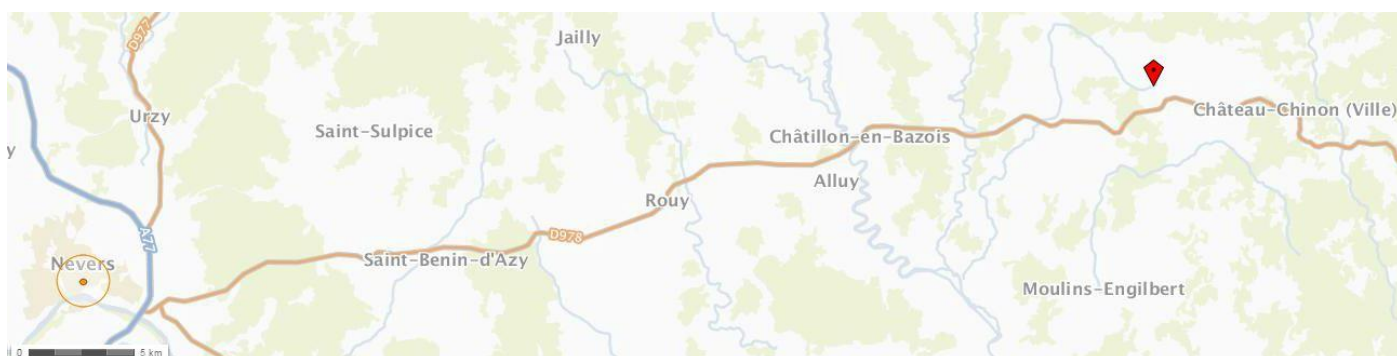 D977
Jailly
Urzy
Saint-Sulpice
Château-Chinon (Ville)
Châtillon-en-Bazois
y
Alluy
Rouy
A77
D978
Nevers
Saint-Benin-d'Azy
Moulins-Engilbert
0 5 km